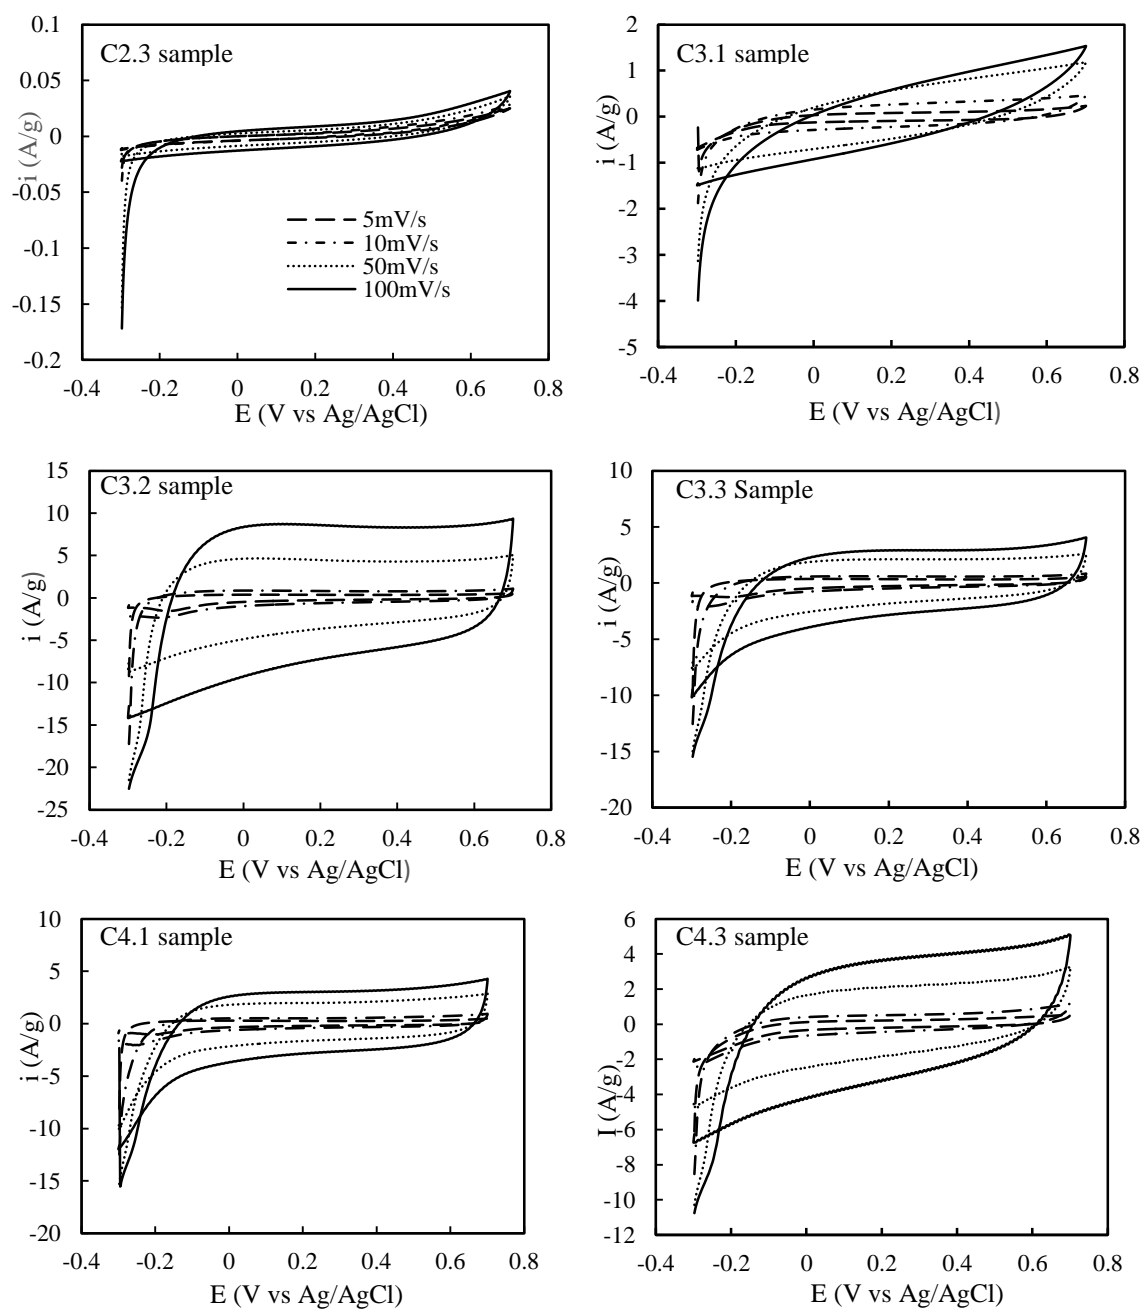 C2.3 sample
0.1
0.05
0
-0.05
-0.1
-0.15
-0.2
i (A/g)
5mV/s
10mV/s
50mV/s
100mV/s
-0.4 -0.2 0 0.2 0.4 0.6 0.8
E (V vs Ag/AgCl)
C3.1 sample
2
1
0
-1
-2
-3
-4
-5
i (A/g)
-0.4 -0.2 0 0.2 0.4 0.6 0.8
E (V vs Ag/AgCl)
C3.2 sample
15
10
5
0
-5
-10
-15
-20
-25
i (A/g)
-0.4 -0.2 0 0.2 0.4 0.6 0.8
E (V vs Ag/AgCl)
C3.3 Sample
10
5
0
-5
-10
-15
-20
i (A/g)
-0.4 -0.2 0 0.2 0.4 0.6 0.8
E (V vs Ag/AgCl)
C4.1 sample
10
5
0
-5
-10
-15
-20
i (A/g)
-0.4 -0.2 0 0.2 0.4 0.6 0.8
E (V vs Ag/AgCl)
C4.3 sample
6
4
2
0
-2
-4
-6
-8
-10
-12
I (A/g)
-0.4 -0.2 0 0.2 0.4 0.6 0.8
E (V vs Ag/AgCl)